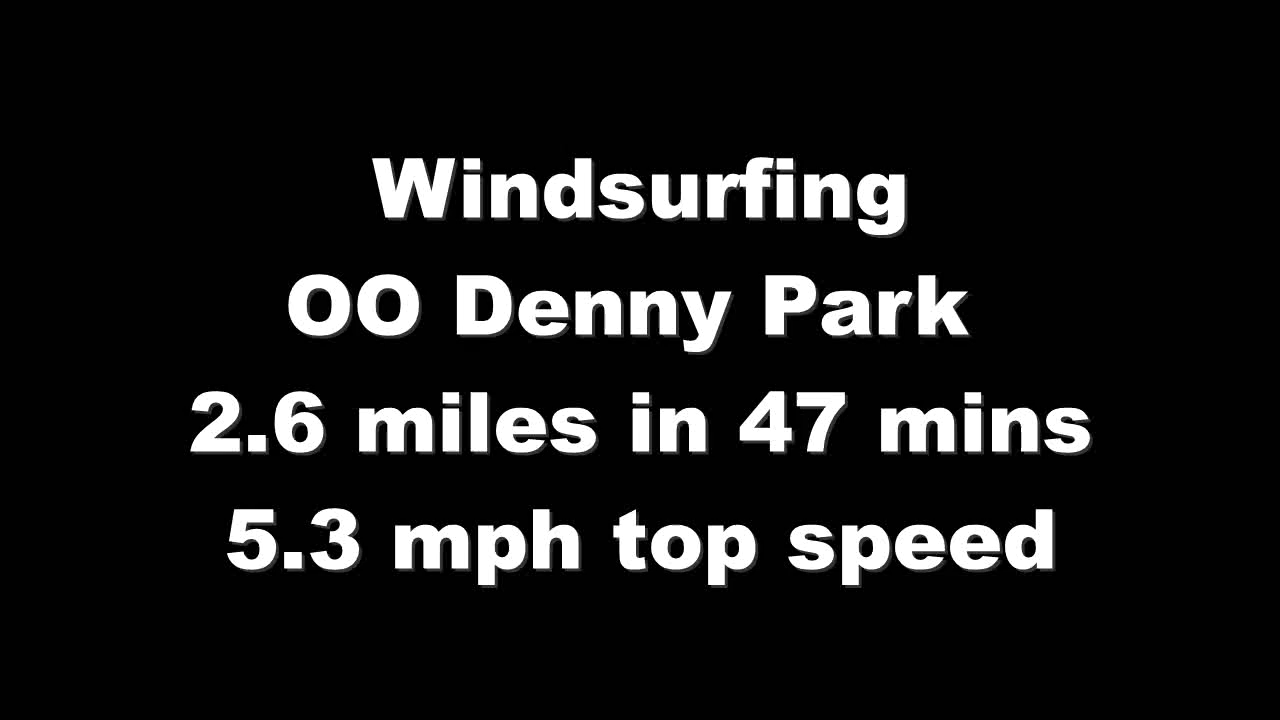 Windsurfing
OO Denny Park
2.6 miles in 47 mins
5.3 mph top speed